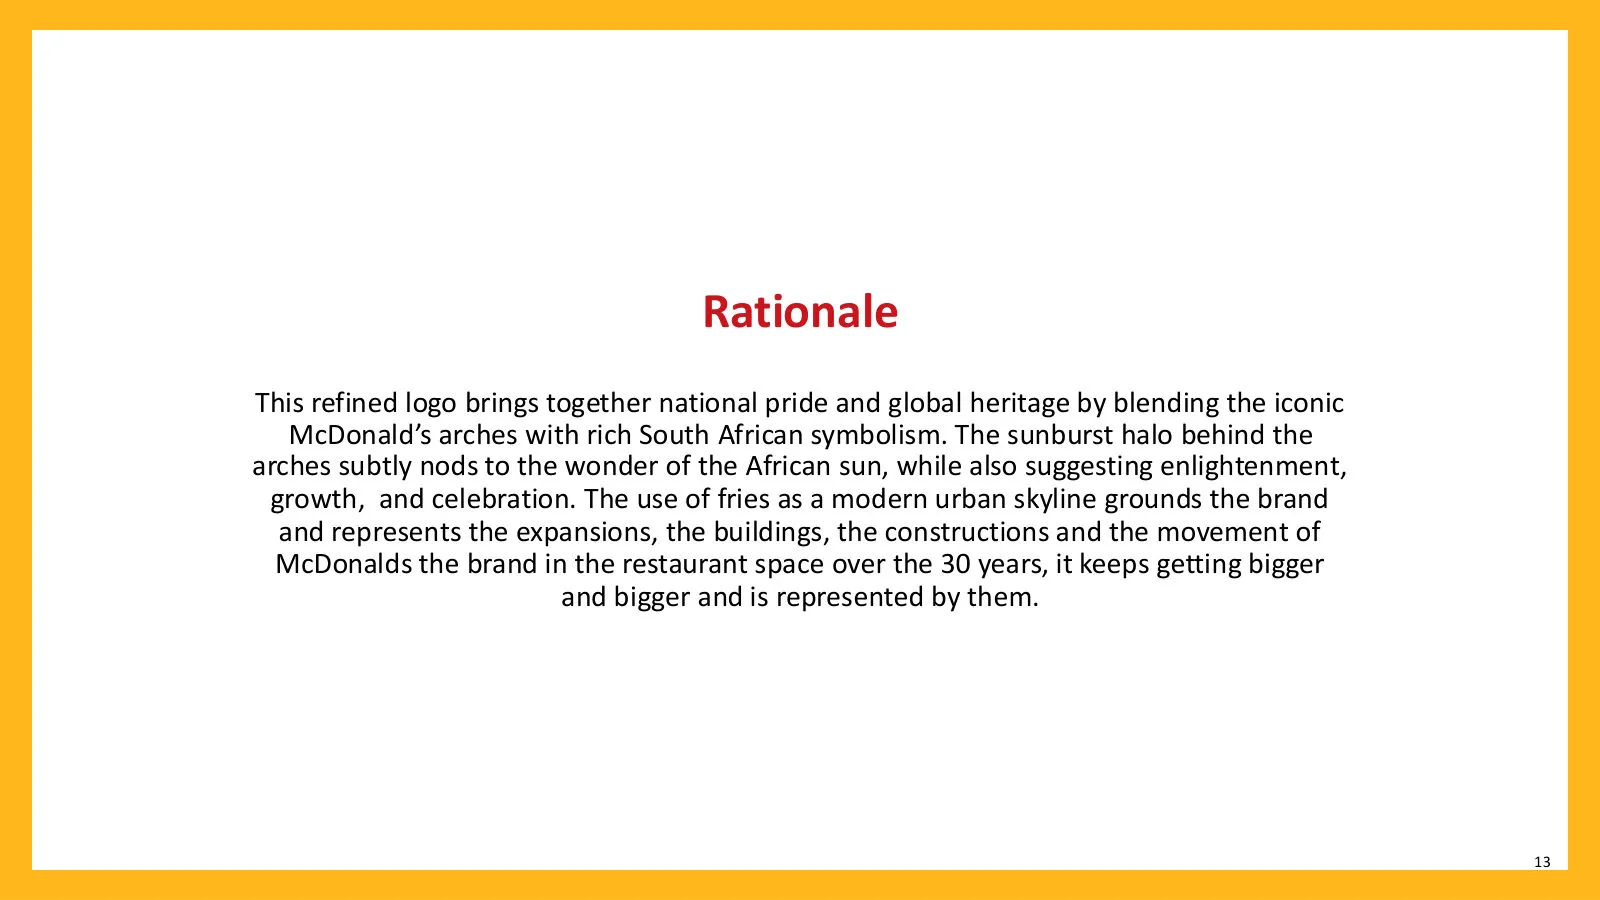 Rationale
This refined logo brings together national pride and global heritage by blending the iconic
McDonald’s arches with rich South African symbolism. The sunburst halo behind the
arches subtly nods to the wonder of the African sun, while also suggesting enlightenment,
growth,  and celebration. The use of fries as a modern urban skyline grounds the brand
and represents the expansions, the buildings, the constructions and the movement of
McDonalds the brand in the restaurant space over the 30 years, it keeps getting bigger
and bigger and is represented by them.
13